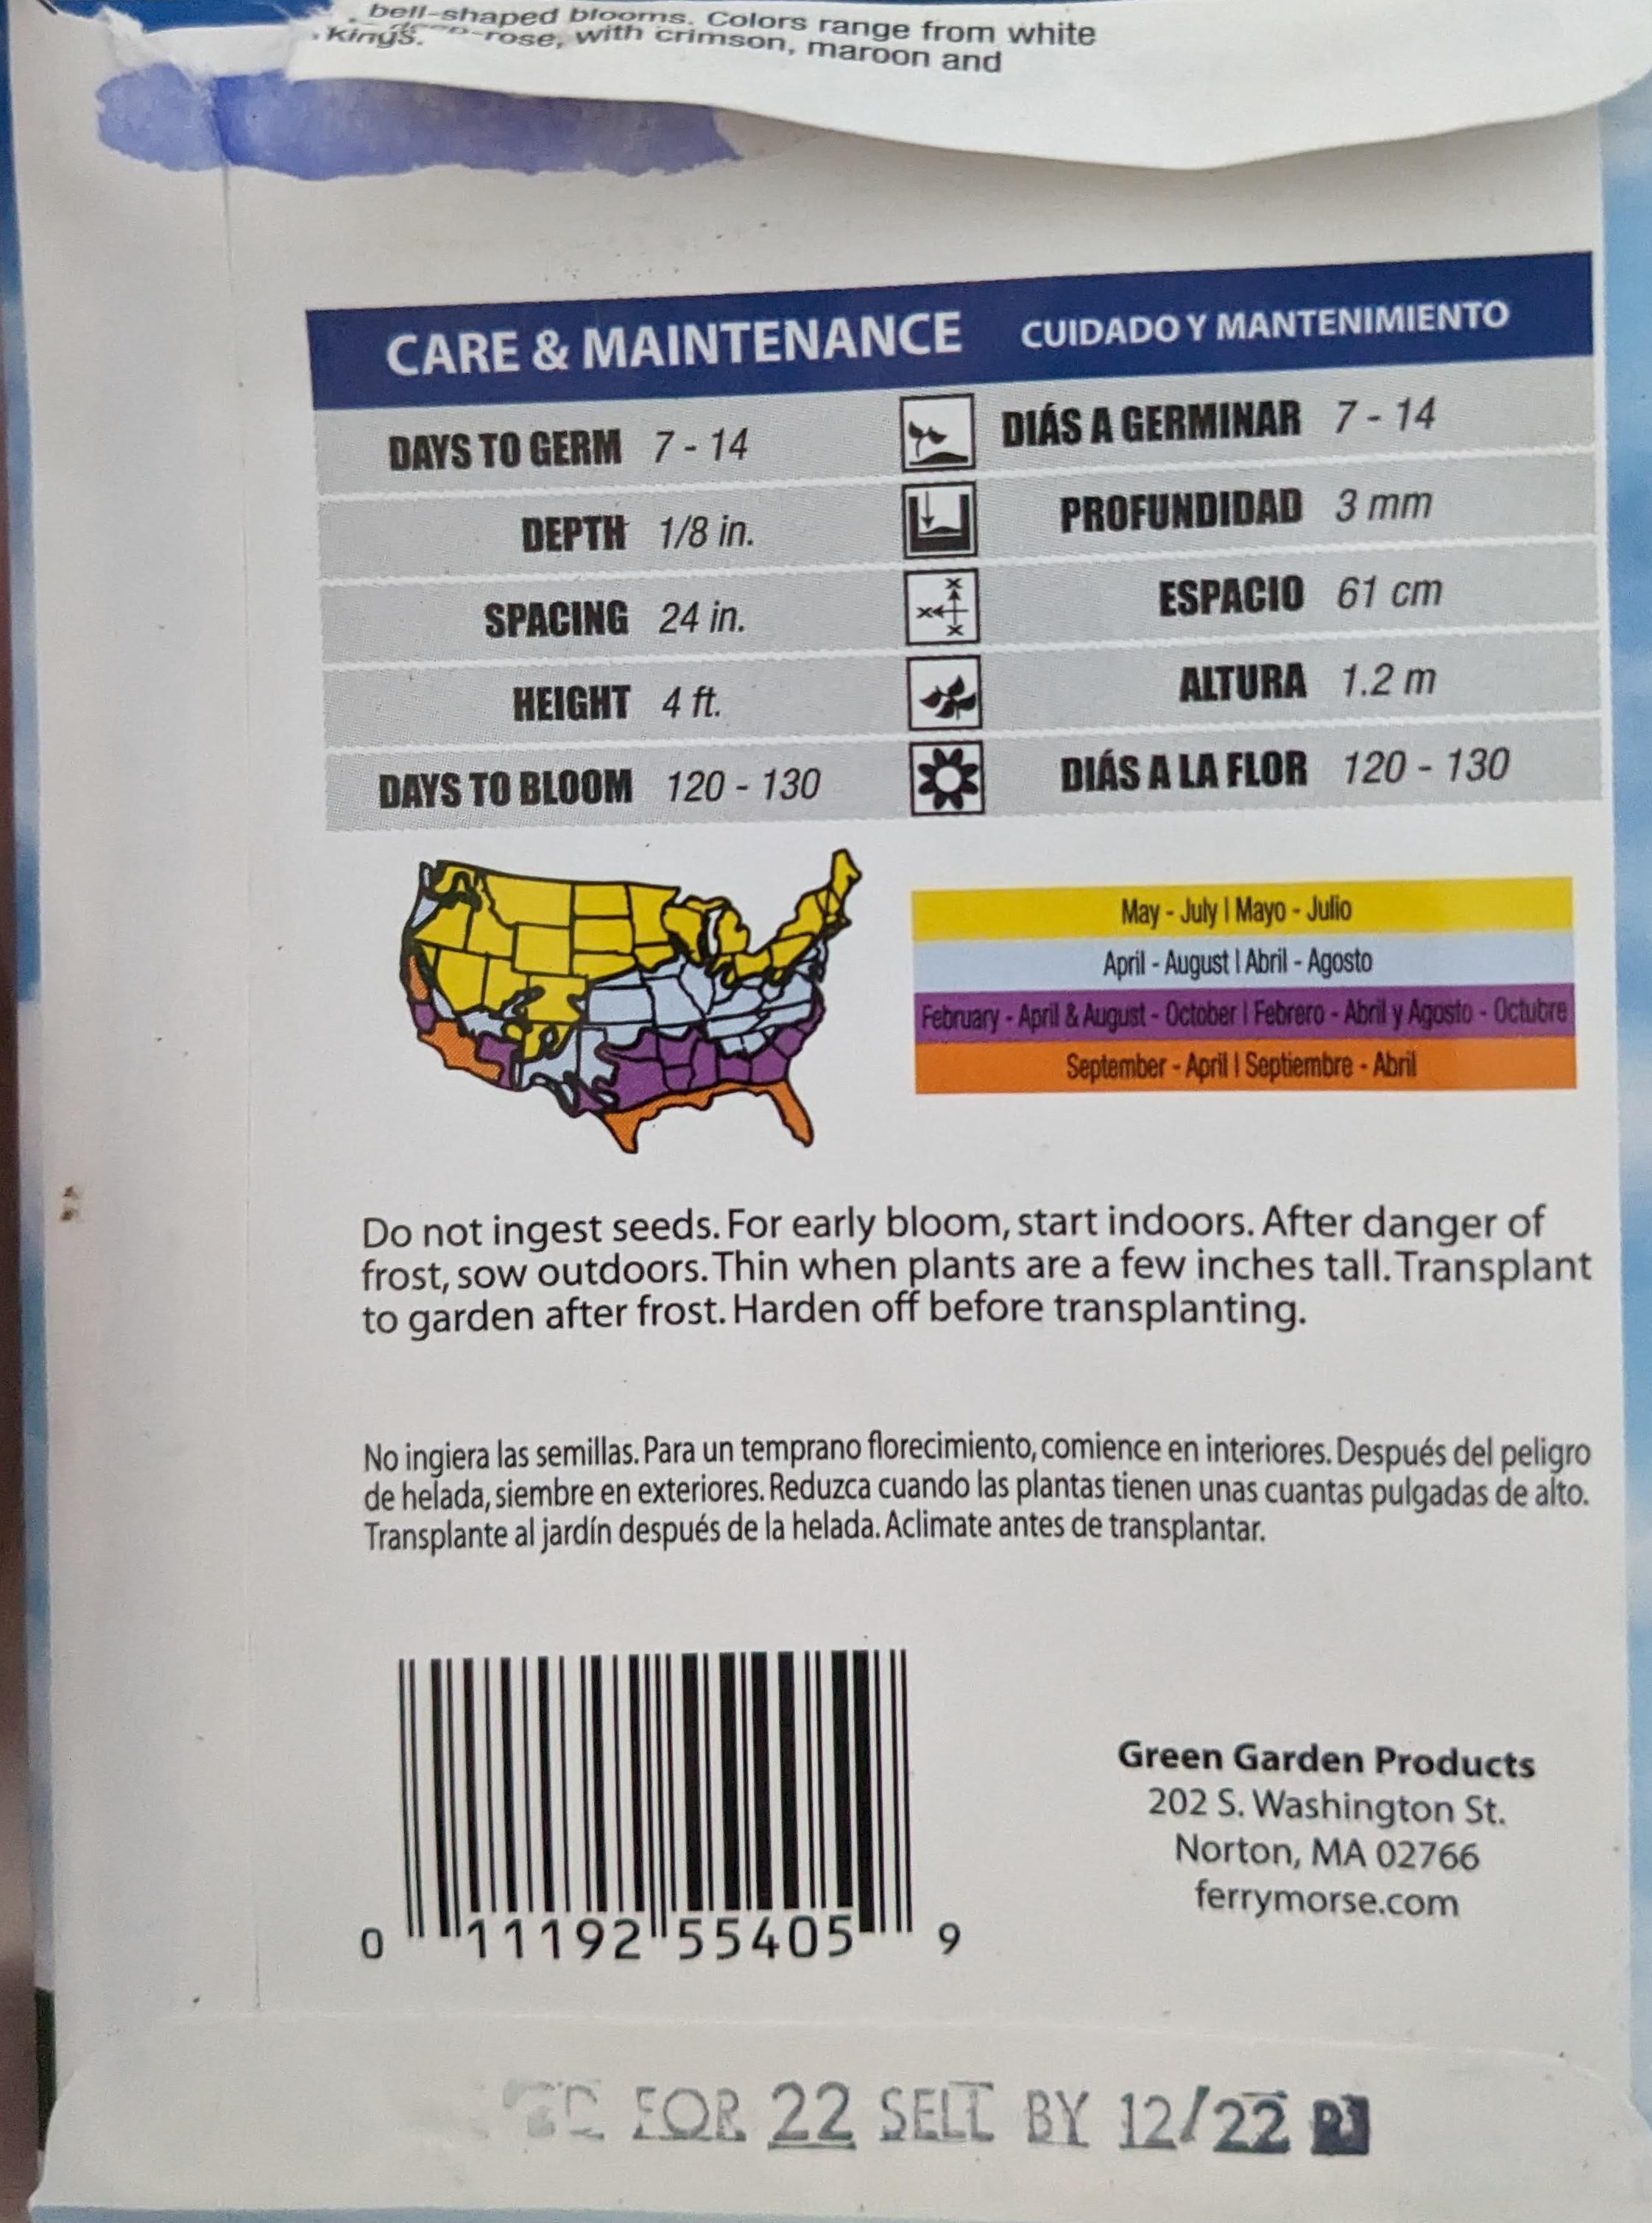 bell-shaped blooms. Colors range from white
-rose, with crimson, maroon and
kings.
CARE & MAINTENANCE CUIDADO Y MANTENIMIENTO
DAYS TO GERM 7 - 14 DIÁS A GERMINAR 7 - 14
DEPTH 1/8 in. PROFUNDIDAD 3 mm
SPACING 24 in. ESPACIO 61 cm
HEIGHT 4 ft. ALTURA 1.2 m
DAYS TO BLOOM 120 - 130 DIÁS A LA FLOR 120 - 130
May - July | Mayo - Julio
April - August | Abril - Agosto
February - April & August - October | Febrero - Abril y Agosto - Octubre
September - April | Septiembre - Abril
Do not ingest seeds. For early bloom, start indoors. After danger of
frost, sow outdoors. Thin when plants are a few inches tall. Transplant
to garden after frost. Harden off before transplanting.
No ingiera las semillas. Para un temprano florecimiento, comience en interiores. Después del peligro
de helada, siembre en exteriores. Reduzca cuando las plantas tienen unas cuantas pulgadas de alto.
Transplante al jardín después de la helada. Aclimate antes de transplantar.
0 11192 55405 9
Green Garden Products
202 S. Washington St.
Norton, MA 02766
ferrymorse.com
FOR 22 SELL BY 12/22